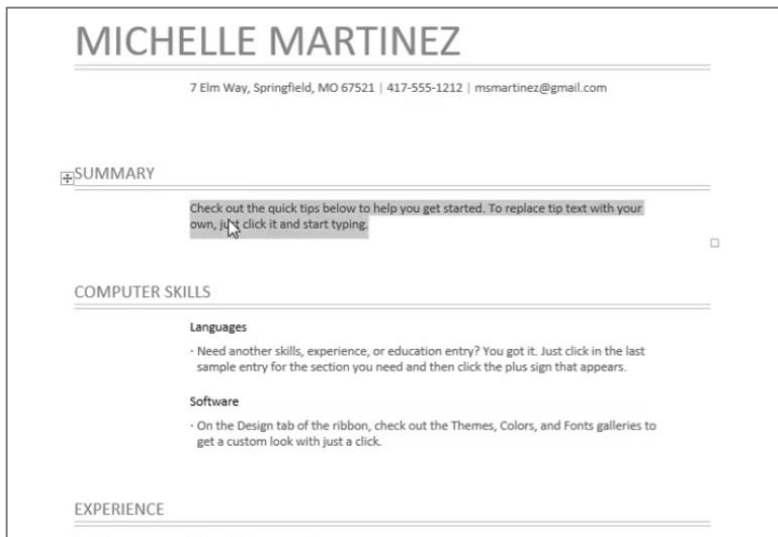 MICHELLE MARTINEZ
7 Elm Way, Springfield, MO 67521 | 417-555-1212 | msmartinez@gmail.com
SUMMARY
Check out the quick tips below to help you get started. To replace tip text with your
own, just click it and start typing.
COMPUTER SKILLS
Languages
· Need another skills, experience, or education entry? You got it. Just click in the last
sample entry for the section you need and then click the plus sign that appears.
Software
· On the Design tab of the ribbon, check out the Themes, Colors, and Fonts galleries to
get a custom look with just a click.
EXPERIENCE